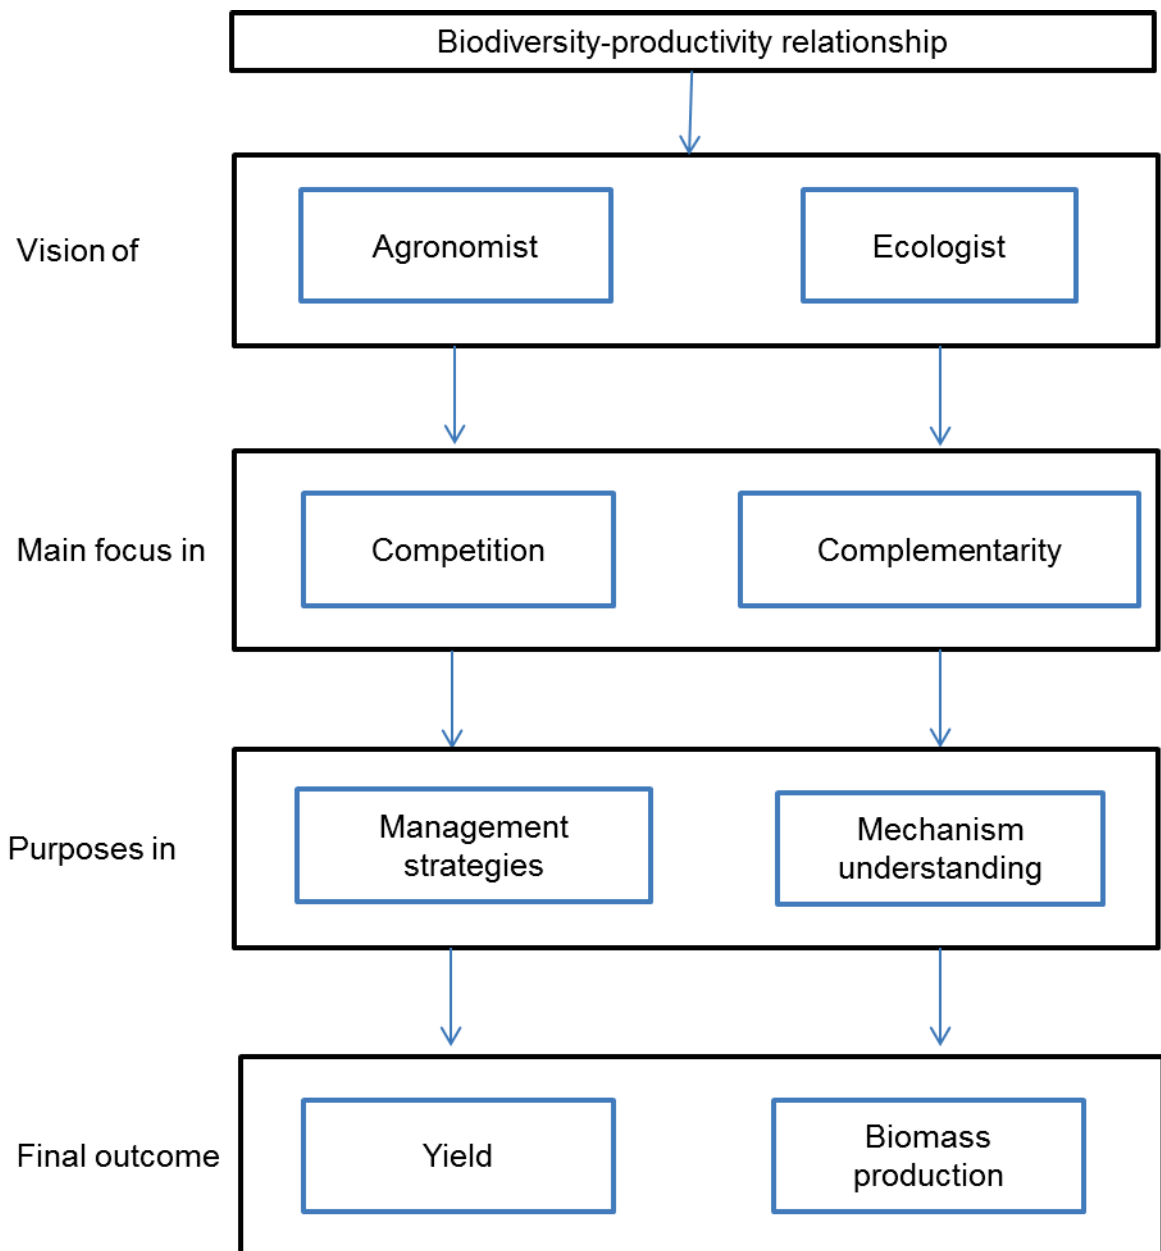 Biodiversity-productivity relationship
Vision of
Agronomist
Ecologist
Main focus in
Competition
Complementarity
Purposes in
Management
strategies
Mechanism
understanding
Final outcome
Yield
Biomass
production